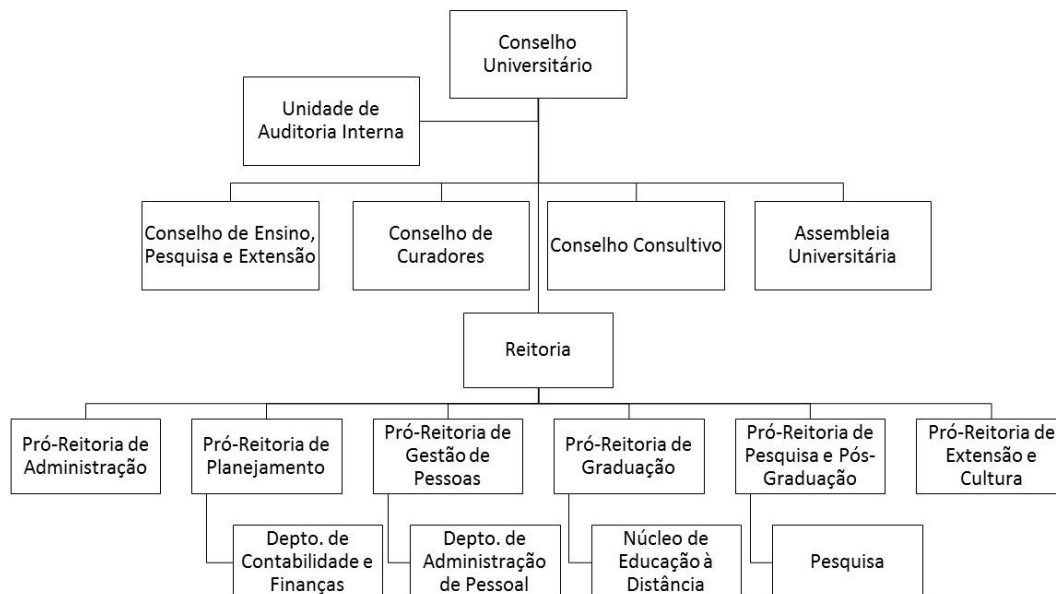 Conselho
Universitário
Unidade de
Auditoria Interna
Conselho de Ensino,
Pesquisa e Extensão
Conselho de
Curadores
Conselho Consultivo
Assembleia
Universitária
Reitoria
Pró-Reitoria de
Administração
Pró-Reitoria de
Planejamento
Pró-Reitoria de
Gestão de
Pessoas
Pró-Reitoria de
Graduação
Pró-Reitoria de
Pesquisa e Pós-
Graduação
Pró-Reitoria de
Extensão e
Cultura
Depto. de
Contabilidade e
Finanças
Depto. de
Administração
de Pessoal
Núcleo de
Educação à
Distância
Pesquisa